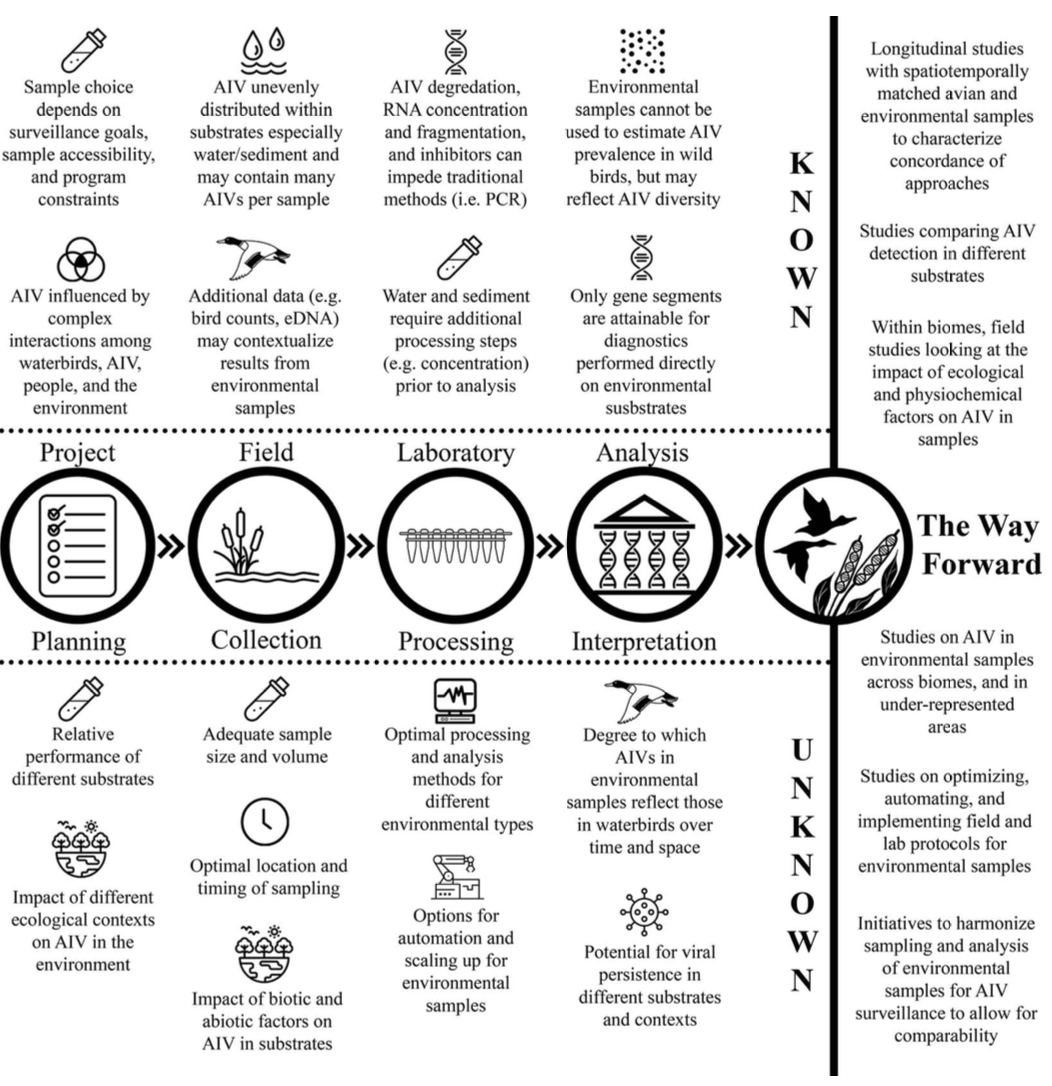 Sample choice
depends on
surveillance goals,
sample accessibility,
and program
constraints
AIV unevenly
distributed within
substrates especially
water/sediment and
may contain many
AIVs per sample
AIV degredation,
RNA concentration
and fragmentation,
and inhibitors can
impede traditional
methods (i.e. PCR)
Environmental
samples cannot be
used to estimate AIV
prevalence in wild
birds, but may
reflect AIV diversity
AIV influenced by
complex
interactions among
waterbirds, AIV,
people, and the
environment
Additional data (e.g.
bird counts, eDNA)
may contextualize
results from
environmental
samples
Water and sediment
require additional
processing steps
(e.g. concentration)
prior to analysis
Only gene segments
are attainable for
diagnostics
performed directly
on environmental
susbstrates
K
N
O
W
N
Longitudinal studies
with spatiotemporally
matched avian and
environmental samples
to characterize
concordance of
approaches
Studies comparing AIV
detection in different
substrates
Within biomes, field
studies looking at the
impact of ecological
and physiochemical
factors on AIV in
samples
Project
Planning
Field
Collection
Laboratory
Processing
Analysis
Interpretation
The Way
Forward
Relative
performance of
different substrates
Impact of different
ecological contexts
on AIV in the
environment
Adequate sample
size and volume
Optimal location and
timing of sampling
Impact of biotic and
abiotic factors on
AIV in substrates
Optimal processing
and analysis
methods for
different
environmental types
Options for
automation and
scaling up for
environmental
samples
Degree to which
AIVs in
environmental
samples reflect those
in waterbirds over
time and space
Potential for viral
persistence in
different substrates
and contexts
U
N
K
N
O
W
N
Studies on AIV in
environmental samples
across biomes, and in
under-represented
areas
Studies on optimizing,
automating, and
implementing field and
lab protocols for
environmental samples
Initiatives to harmonize
sampling and analysis
of environmental
samples for AIV
surveillance to allow for
comparability